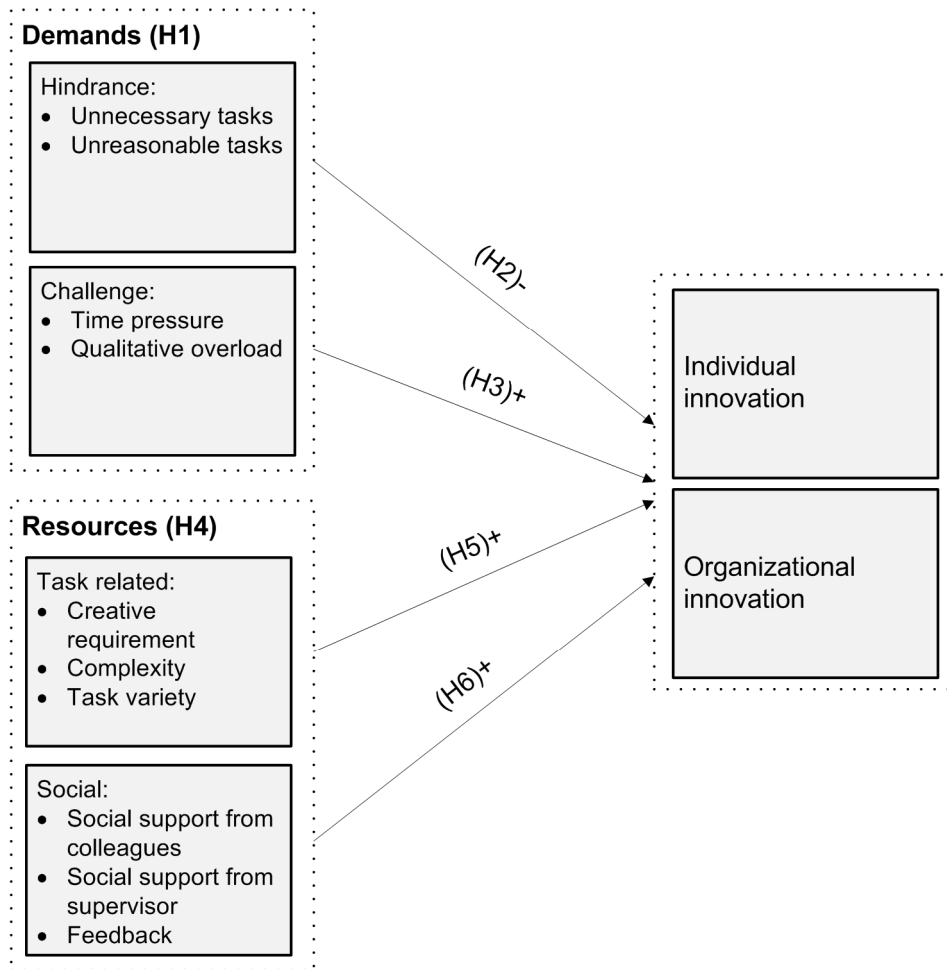 Demands (H1)
Hindrance:
• Unnecessary tasks
• Unreasonable tasks
Challenge:
• Time pressure
• Qualitative overload
(H2)-
(H3)+
Resources (H4)
Task related:
• Creative
requirement
• Complexity
• Task variety
Social:
• Social support from
colleagues
• Social support from
supervisor
• Feedback
(H5)+
(H6)+
Individual
innovation
Organizational
innovation